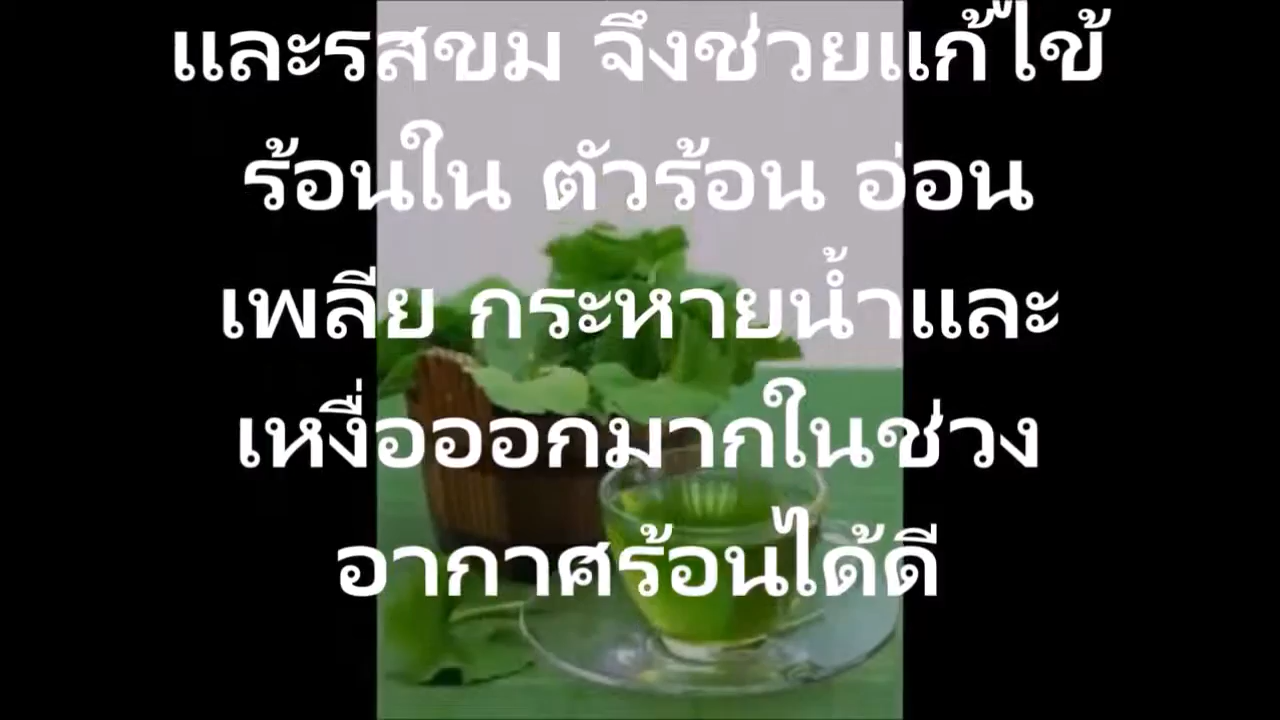 และรสขม จึงช่วยแก้ไข้
ร้อนใน ตัวร้อน อ่อน
เพลีย กระหายน้ำและ
เหงื่อออกมากในช่วง
อากาศร้อนได้ดี